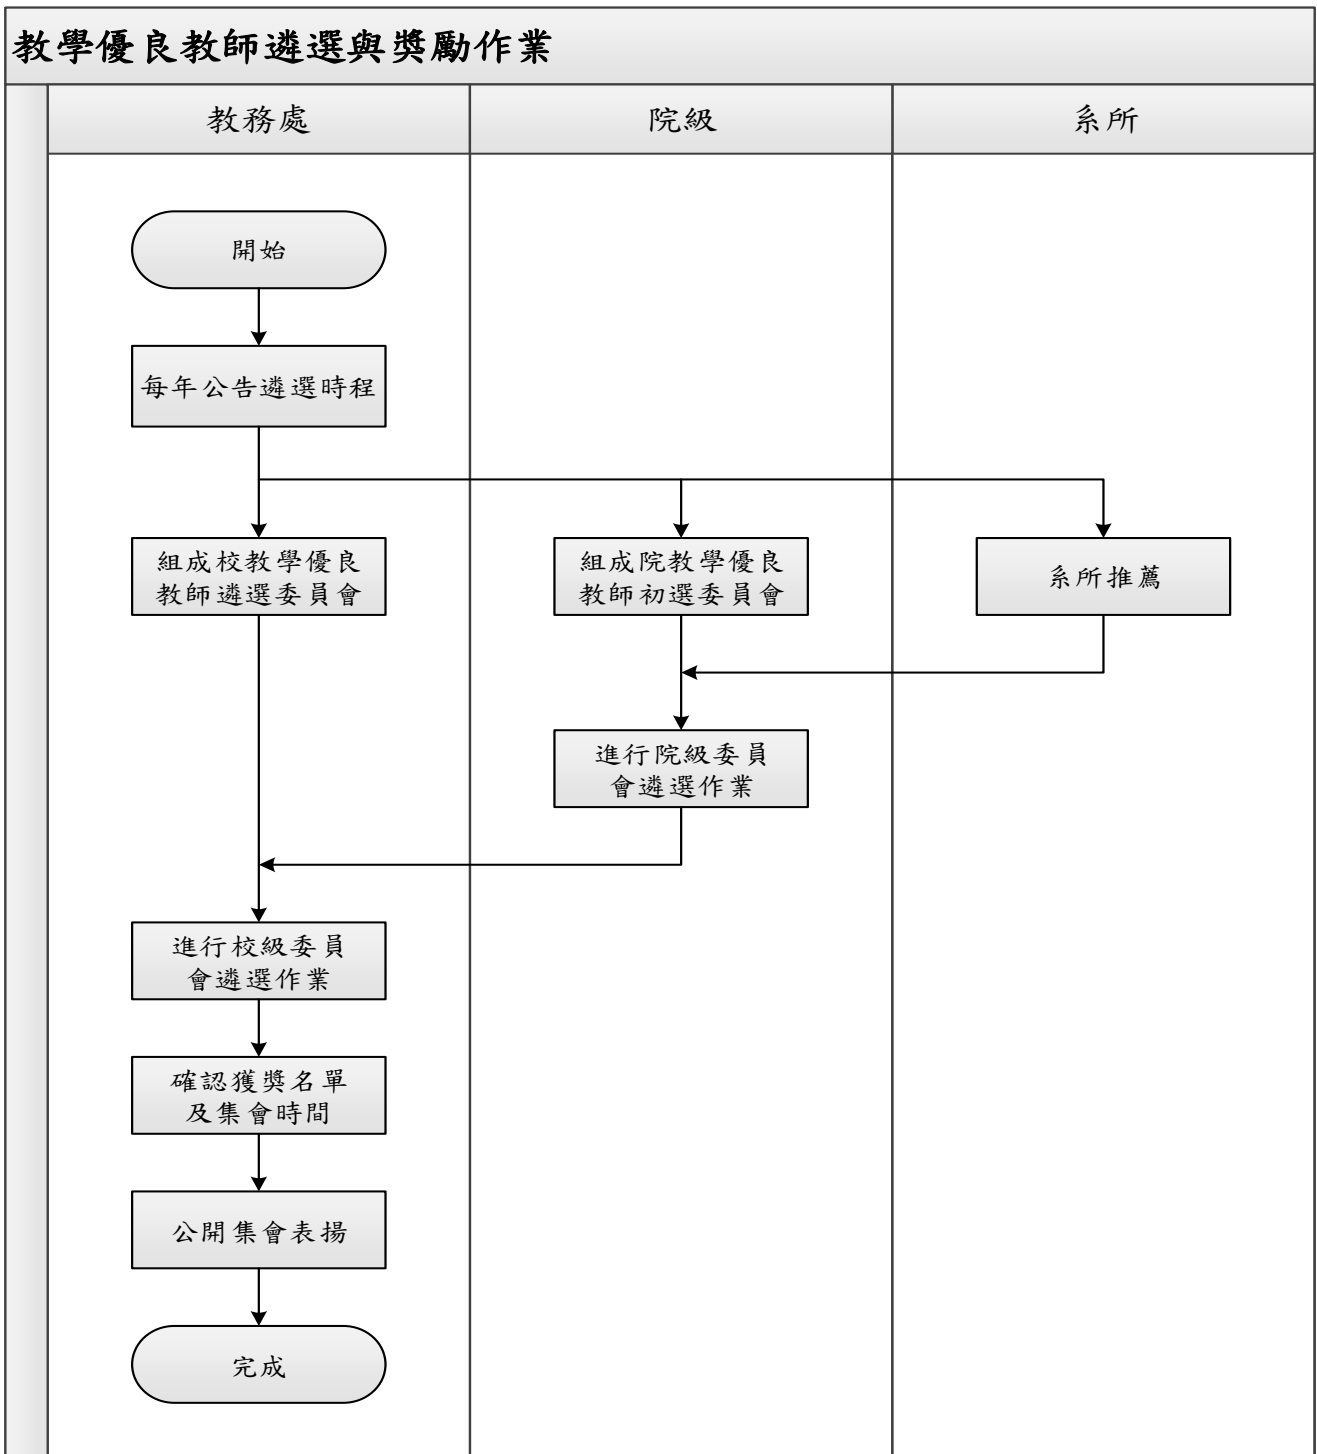 教學優良教師遴選與獎勵作業
教務處
院級
系所
開始
每年公告遴選時程
組成校教學優良
教師遴選委員會
組成院教學優良
教師初選委員會
系所推薦
進行院級委員
會遴選作業
進行校級委員
會遴選作業
確認獲獎名單
及集會時間
公開集會表揚
完成